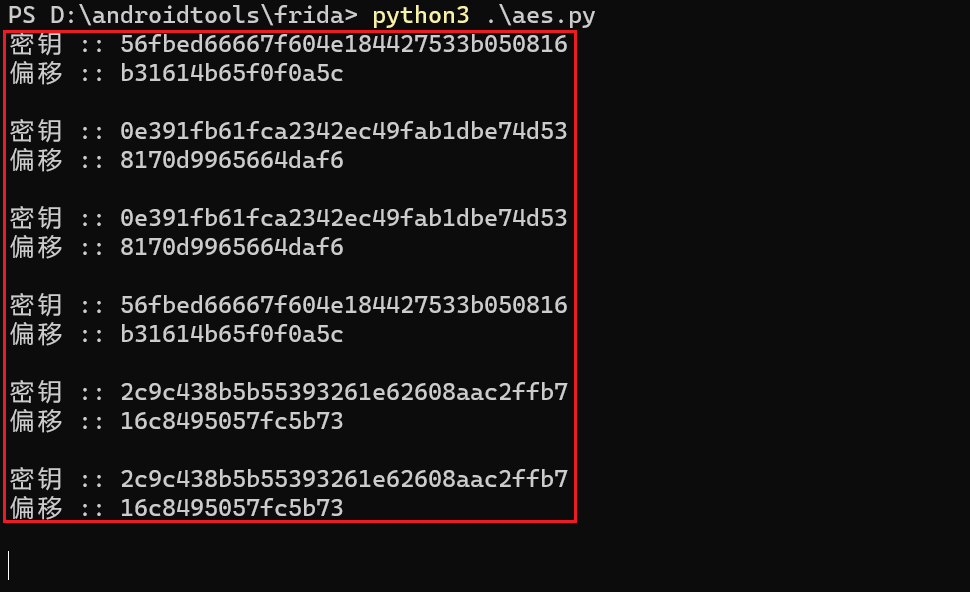 PS D:\androidtools\frida> python3 .\aes.py
密钥 :: 56fbed66667f604e184427533b050816
偏移 :: b31614b65f0f0a5c
密钥 :: 0e391fb61fca2342ec49fab1dbe74d53
偏移 :: 8170d9965664daf6
密钥 :: 0e391fb61fca2342ec49fab1dbe74d53
偏移 :: 8170d9965664daf6
密钥 :: 56fbed66667f604e184427533b050816
偏移 :: b31614b65f0f0a5c
密钥 :: 2c9c438b5b55393261e62608aac2ffb7
偏移 :: 16c8495057fc5b73
密钥 :: 2c9c438b5b55393261e62608aac2ffb7
偏移 :: 16c8495057fc5b73